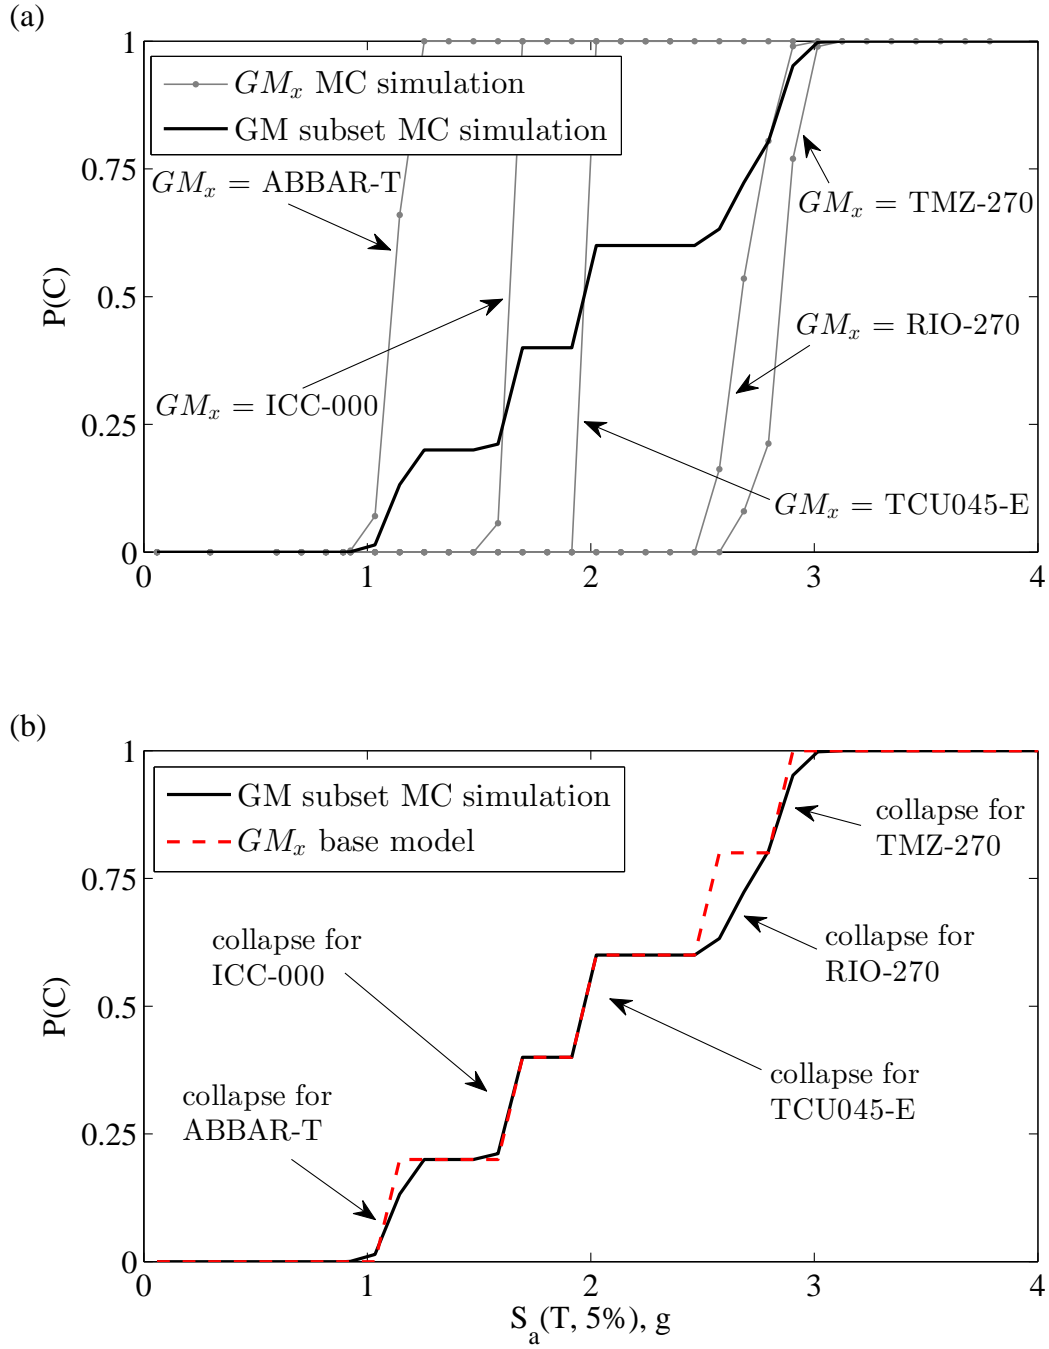 (a)
1
GMx MC simulation
GM subset MC simulation
0.75
GMx = ABBAR-T
GMx = TMZ-270
P(C)
0.5
GMx = RIO-270
GMx = ICC-000
0.25
GMx = TCU045-E
0
0 1 2 3 4
(b)
1
GM subset MC simulation
GMx base model
collapse for
TMZ-270
0.75
collapse for
ICC-000
collapse for
RIO-270
P(C)
0.5
collapse for
TCU045-E
collapse for
ABBAR-T
0.25
0
0 1 2 3 4
Sa(T, 5%), g